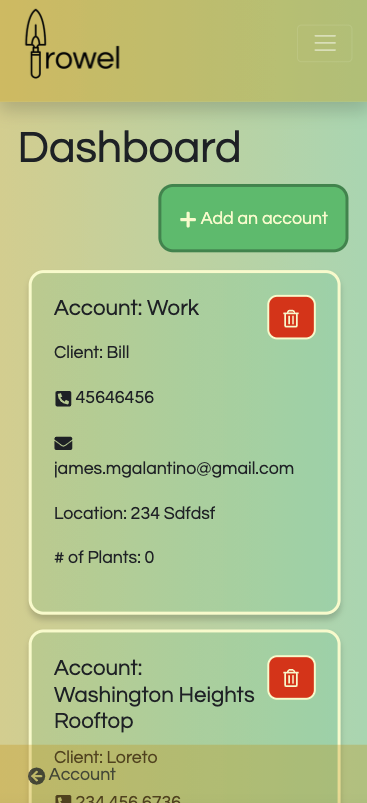 Trowel
Dashboard
Add an account
Account: Work
Client: Bill
45646456
james.mgalantino@gmail.com
Location: 234 Sdfdsf
# of Plants: 0
Account:
Washington Heights
Rooftop
Client: Loreto
Account
234 456 6736